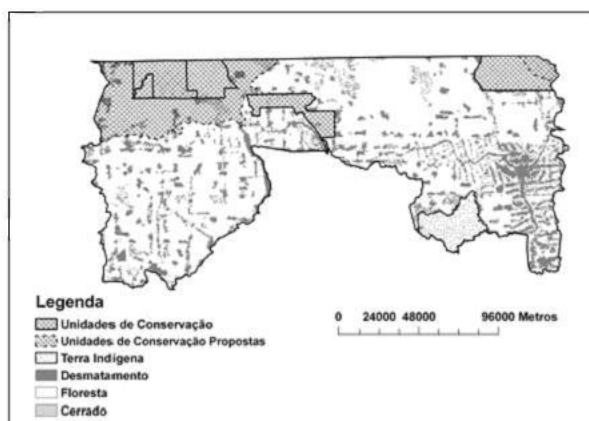 Legenda
Unidades de Conservação
Unidades de Conservação Propostas
Terra Indígena
Desmatamento
Floresta
Cerrado
0 24000 48000 96000 Metros